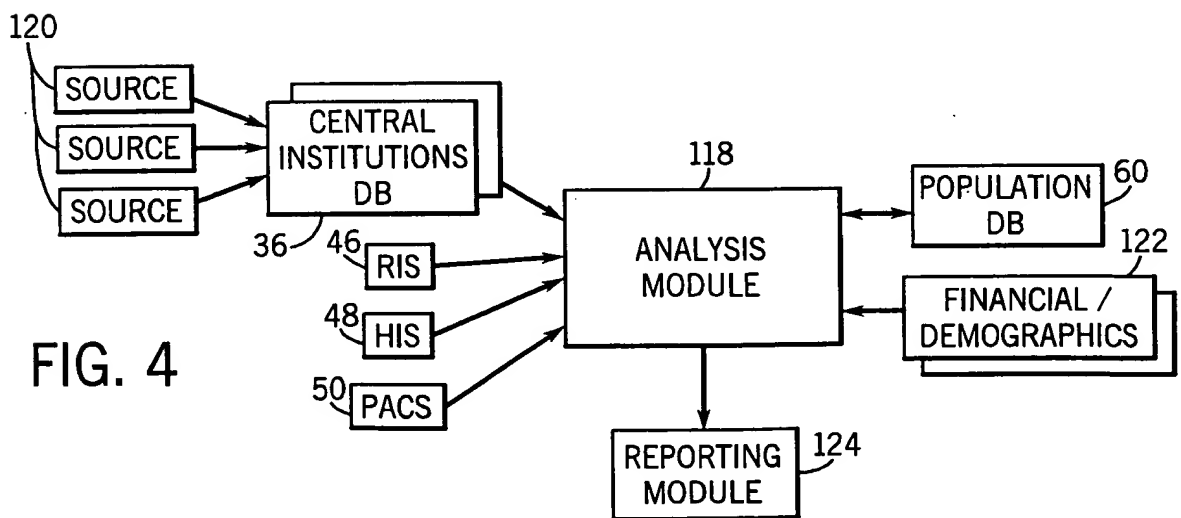 120
SOURCE
SOURCE
SOURCE
CENTRAL
INSTITUTIONS
DB
36
46
RIS
48
HIS
50
PACS
118
ANALYSIS
MODULE
POPULATION
DB
60
122
FINANCIAL /
DEMOGRAPHICS
REPORTING
MODULE
124
FIG. 4